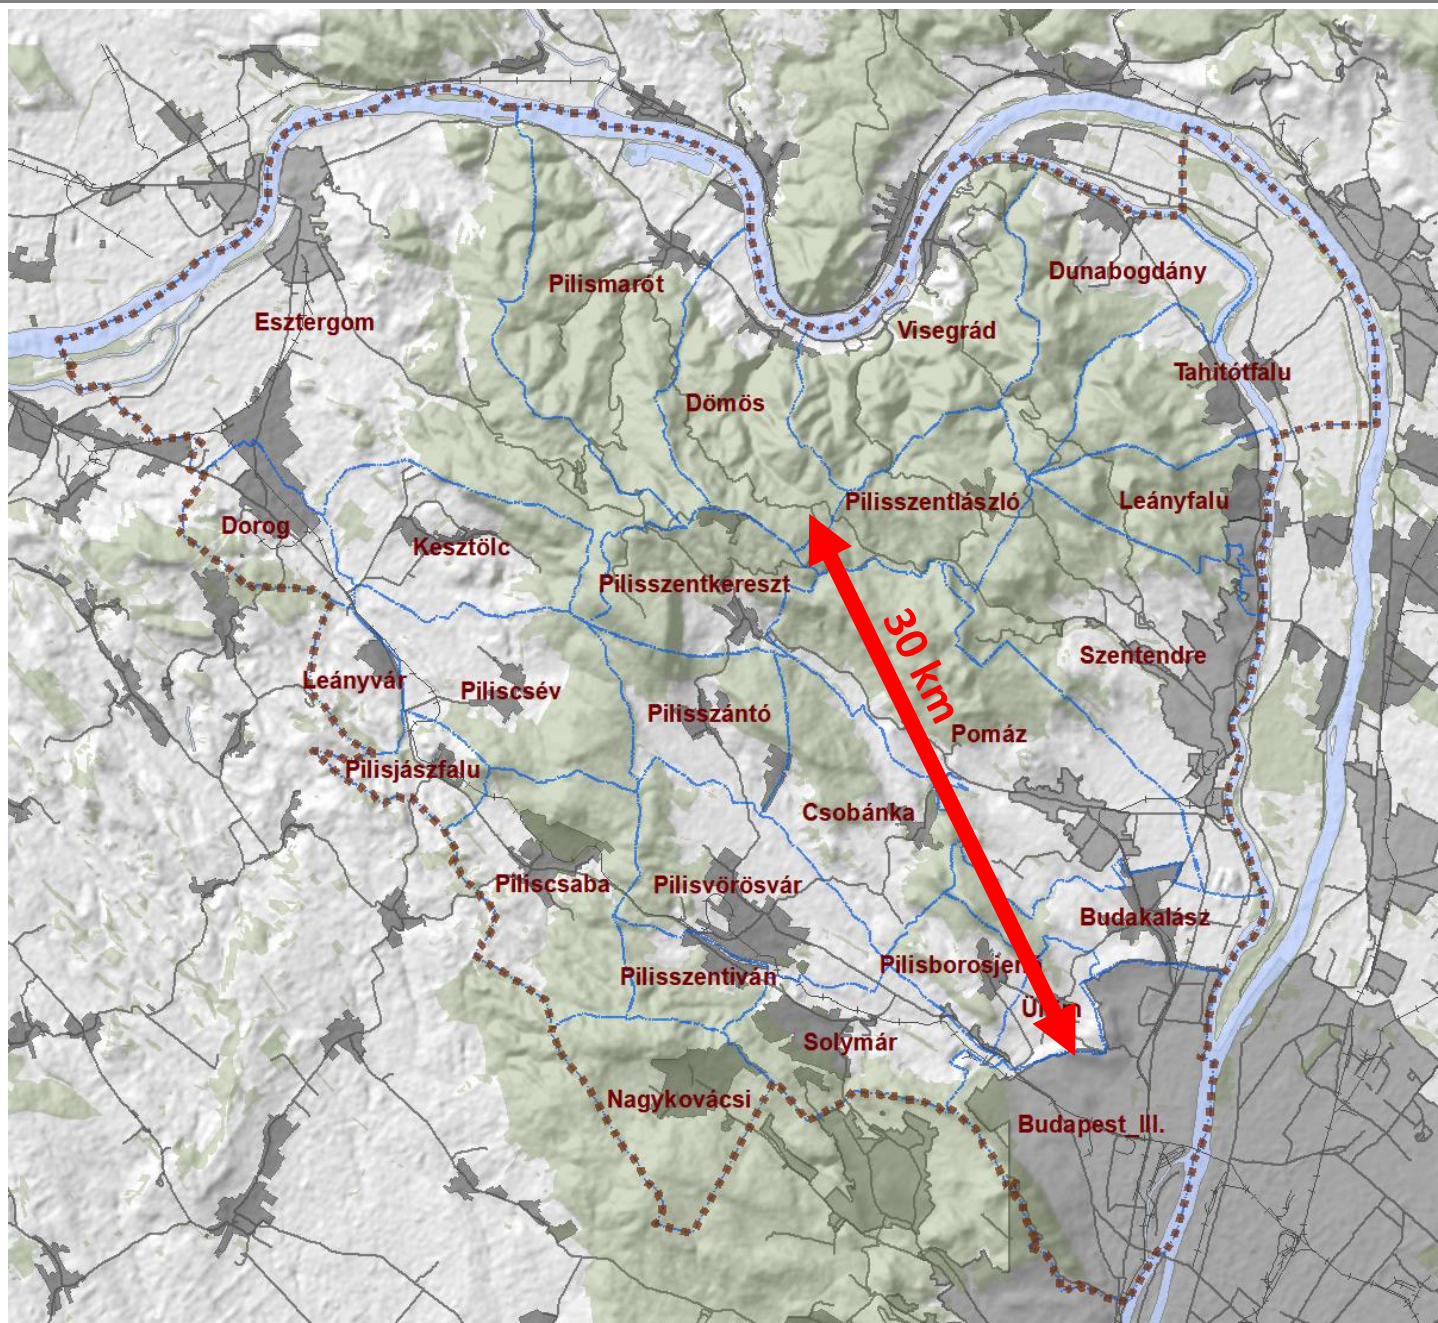 Pilismarót
Dunabogdány
Esztergom
Visegrád
Tahitótfalu
Dömös
Pilisszentlászló
Leányfalu
Dorog
Kesztölc
Pilisszentkereszt
30 km
Szentendre
Leányvár
Piliscsév
Pilisszántó
Pomáz
Pilisjászfalu
Csobánka
Piliscsaba
Pilisvörösvár
Budakalász
Pilisborosjenő
Pilisszentiván
Solymár
Nagykovácsi
Budapest_III.